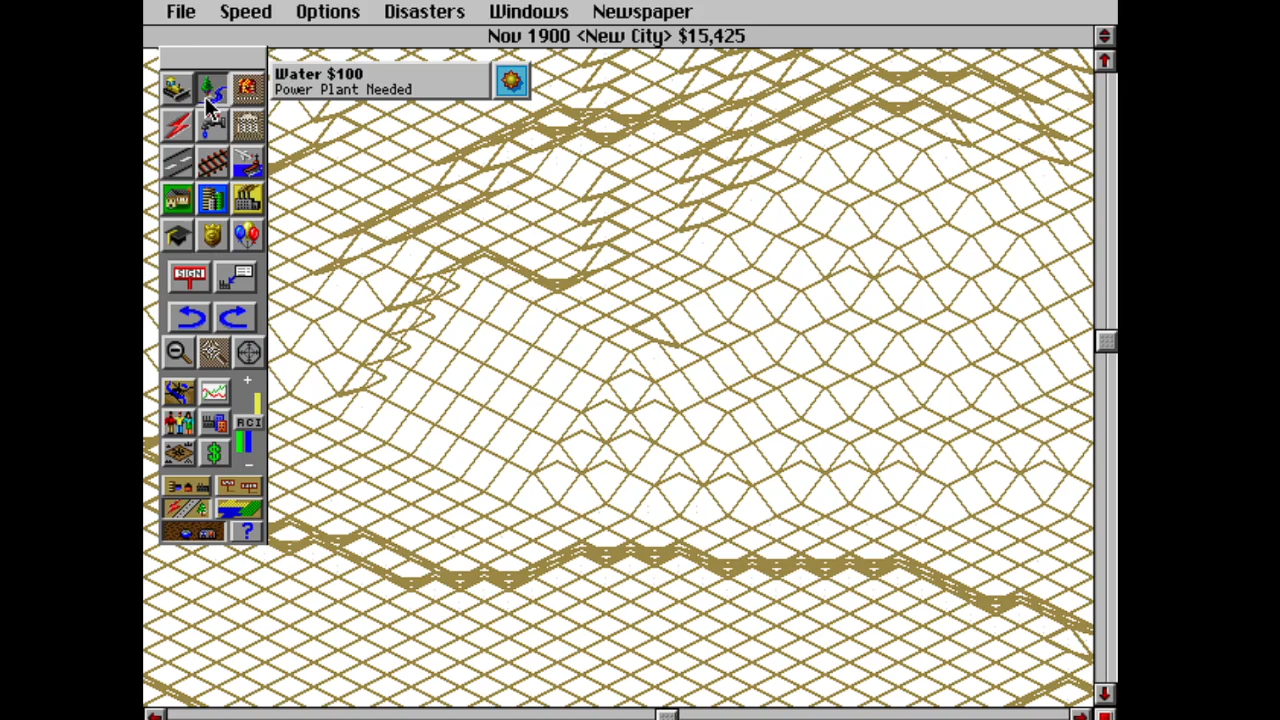 File Speed Options Disasters Windows Newspaper
Nov 1900 <New City> $15,425
Water $100
Power Plant Needed
SIGN
+
RCI
-
?